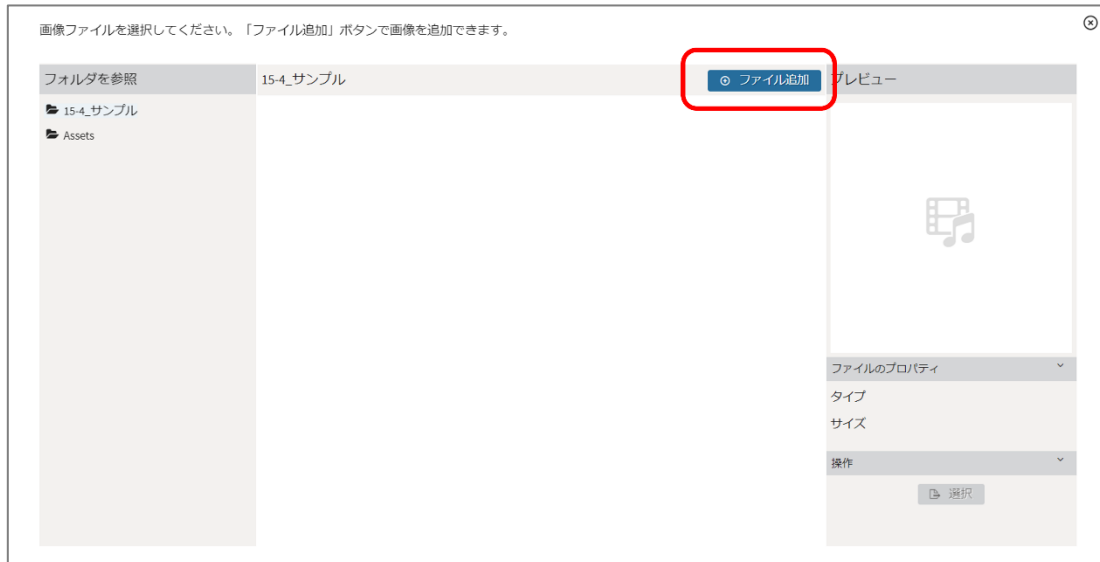 画像ファイルを選択してください。「ファイル追加」ボタンで画像を追加できます。
フォルダを参照
15-4_サンプル
Assets
15-4_サンプル
ファイル追加
プレビュー
ファイルのプロパティ
タイプ
サイズ
操作
選択